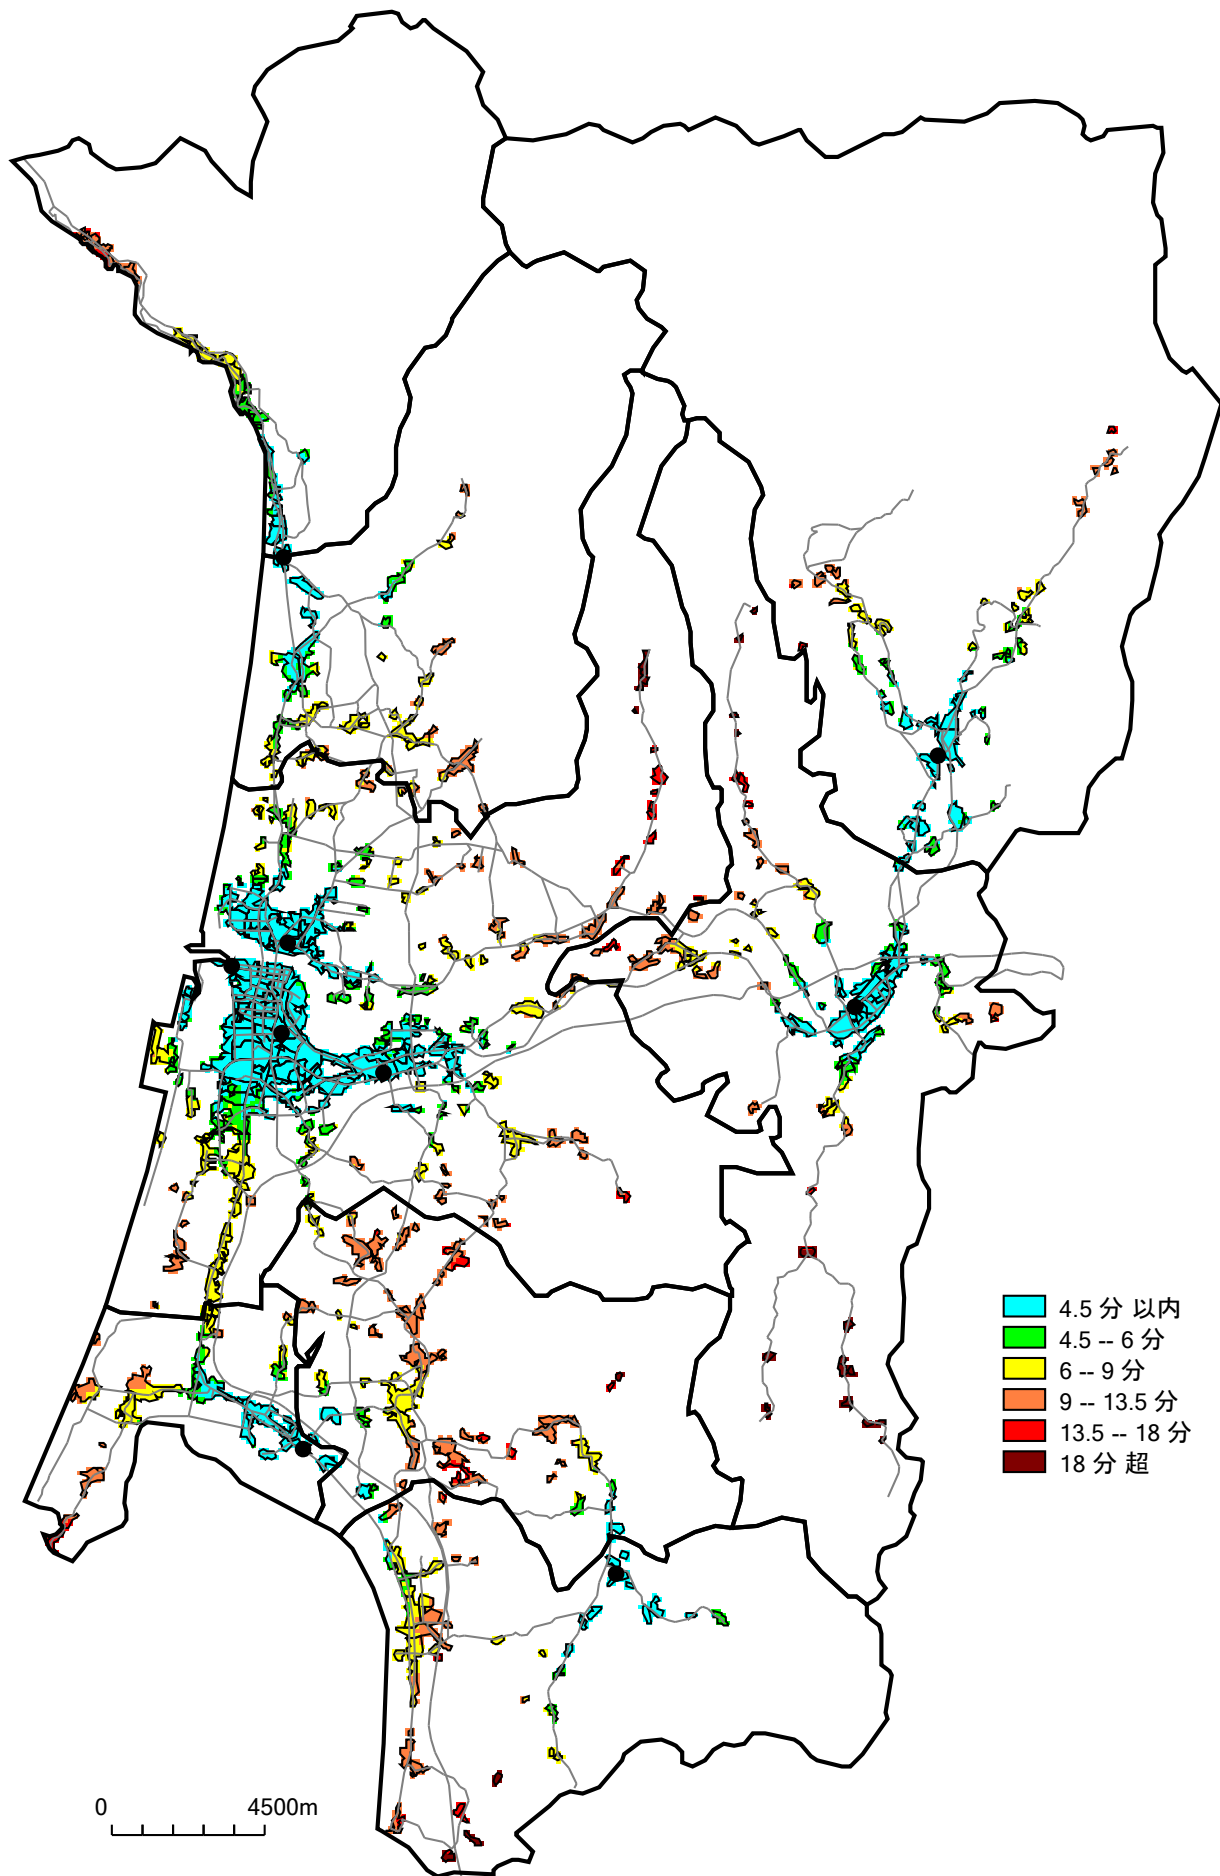 4.5 分 以内
4.5 -- 6 分
6 -- 9 分
9 -- 13.5 分
13.5 -- 18 分
18 分 超
0 4500m